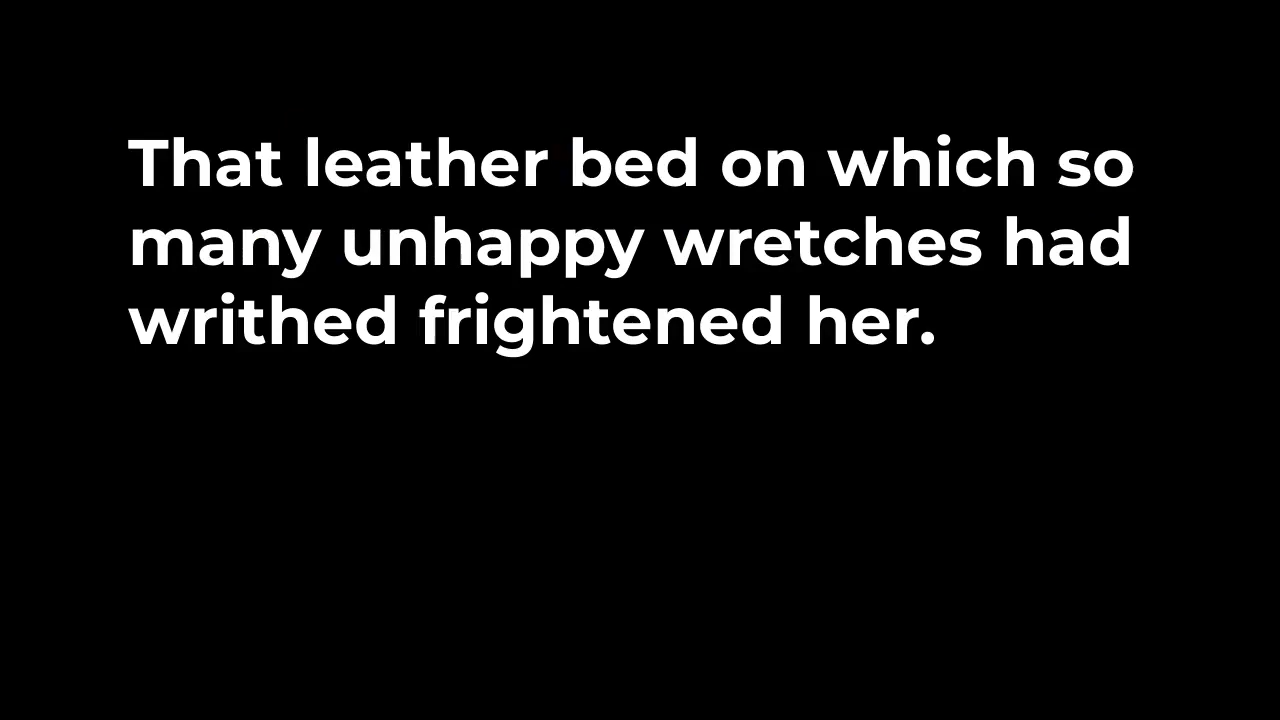 That leather bed on which so
many unhappy wretches had
writhed frightened her.